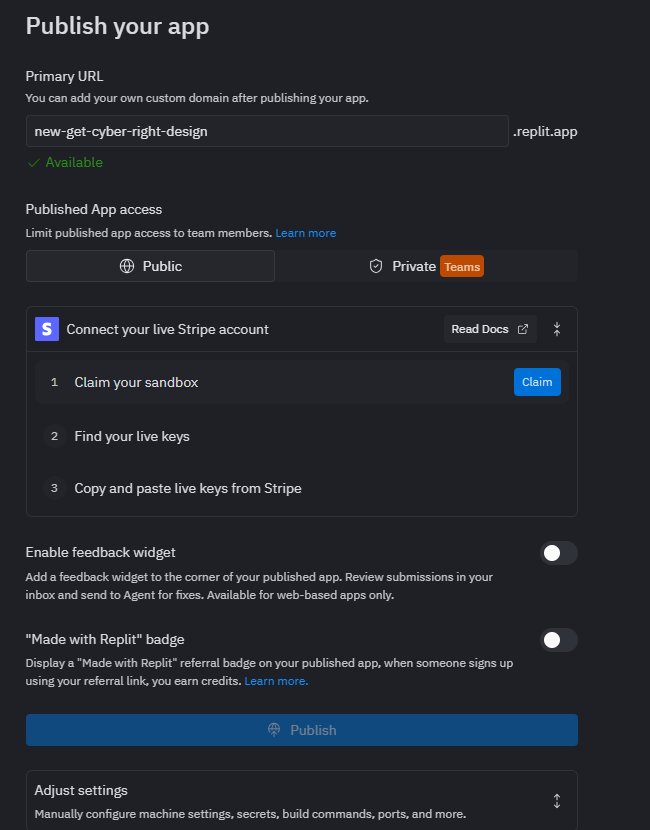 Publish your app
Primary URL
You can add your own custom domain after publishing your app.
new-get-cyber-right-design
.replit.app
Available
Published App access
Limit published app access to team members. Learn more
Public
Private Teams
S Connect your live Stripe account
Read Docs
1 Claim your sandbox
Claim
2 Find your live keys
3 Copy and paste live keys from Stripe
Enable feedback widget
Add a feedback widget to the corner of your published app. Review submissions in your
inbox and send to Agent for fixes. Available for web-based apps only.
"Made with Replit" badge
Display a "Made with Replit" referral badge on your published app, when someone signs up
using your referral link, you earn credits. Learn more.
Publish
Adjust settings
Manually configure machine settings, secrets, build commands, ports, and more.